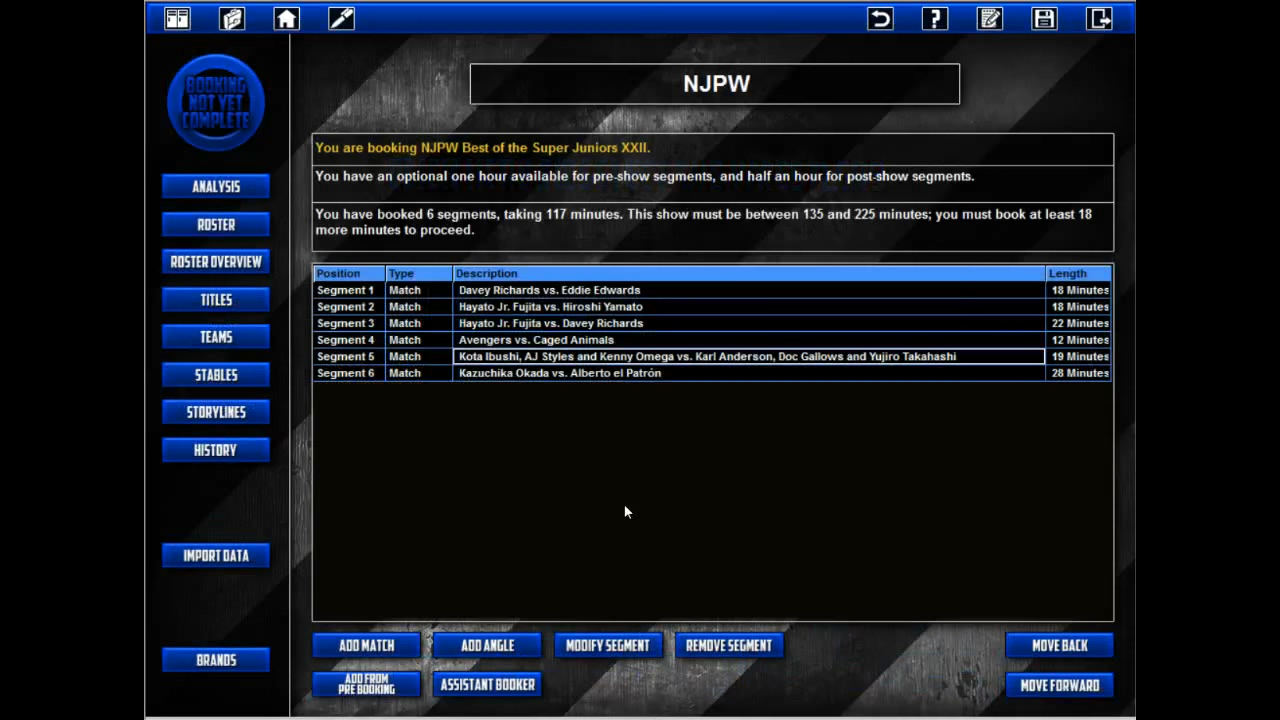 NJPW
BOOKING
NOT YET
COMPLETE
You are booking NJPW Best of the Super Juniors XXII.
You have an optional one hour available for pre-show segments, and half an hour for post-show segments.
You have booked 6 segments, taking 117 minutes. This show must be between 135 and 225 minutes; you must book at least 18
more minutes to proceed.
ANALYSIS
ROSTER
ROSTER OVERVIEW
TITLES
TEAMS
STABLES
STORYLINES
HISTORY
IMPORT DATA
BRANDS
Position Type Description Length
Segment 1 Match Davey Richards vs. Eddie Edwards 18 Minutes
Segment 2 Match Hayato Jr. Fujita vs. Hiroshi Yamato 18 Minutes
Segment 3 Match Hayato Jr. Fujita vs. Davey Richards 22 Minutes
Segment 4 Match Avengers vs. Caged Animals 12 Minutes
Segment 5 Match Kota Ibushi, AJ Styles and Kenny Omega vs. Karl Anderson, Doc Gallows and Yujiro Takahashi 19 Minutes
Segment 6 Match Kazuchika Okada vs. Alberto el Patrón 28 Minutes
ADD MATCH ADD ANGLE MODIFY SEGMENT REMOVE SEGMENT MOVE BACK
ADD FROM
PRE BOOKING
ASSISTANT BOOKER MOVE FORWARD